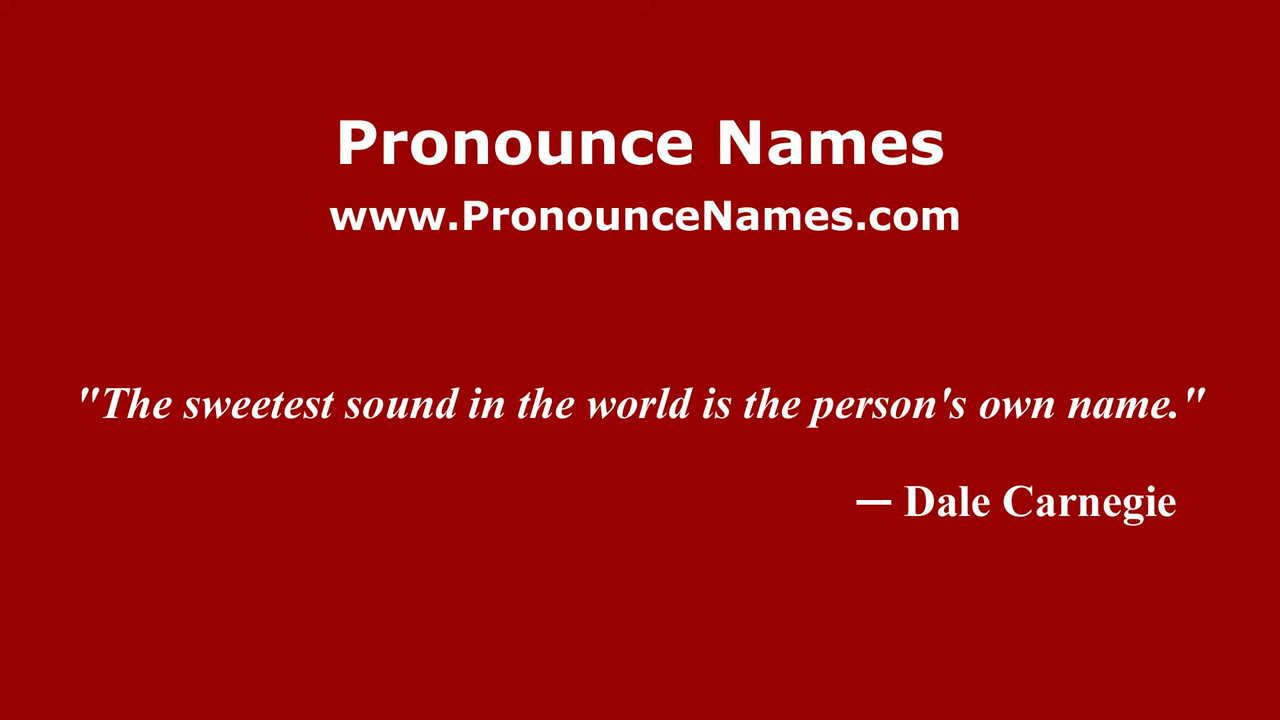 Pronounce Names
www.PronounceNames.com
"The sweetest sound in the world is the person's own name."
— Dale Carnegie